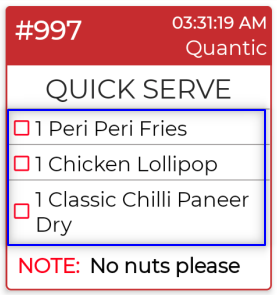 #997
03:31:19 AM
Quantic
QUICK SERVE
1 Peri Peri Fries
1 Chicken Lollipop
1 Classic Chilli Paneer
Dry
NOTE: No nuts please